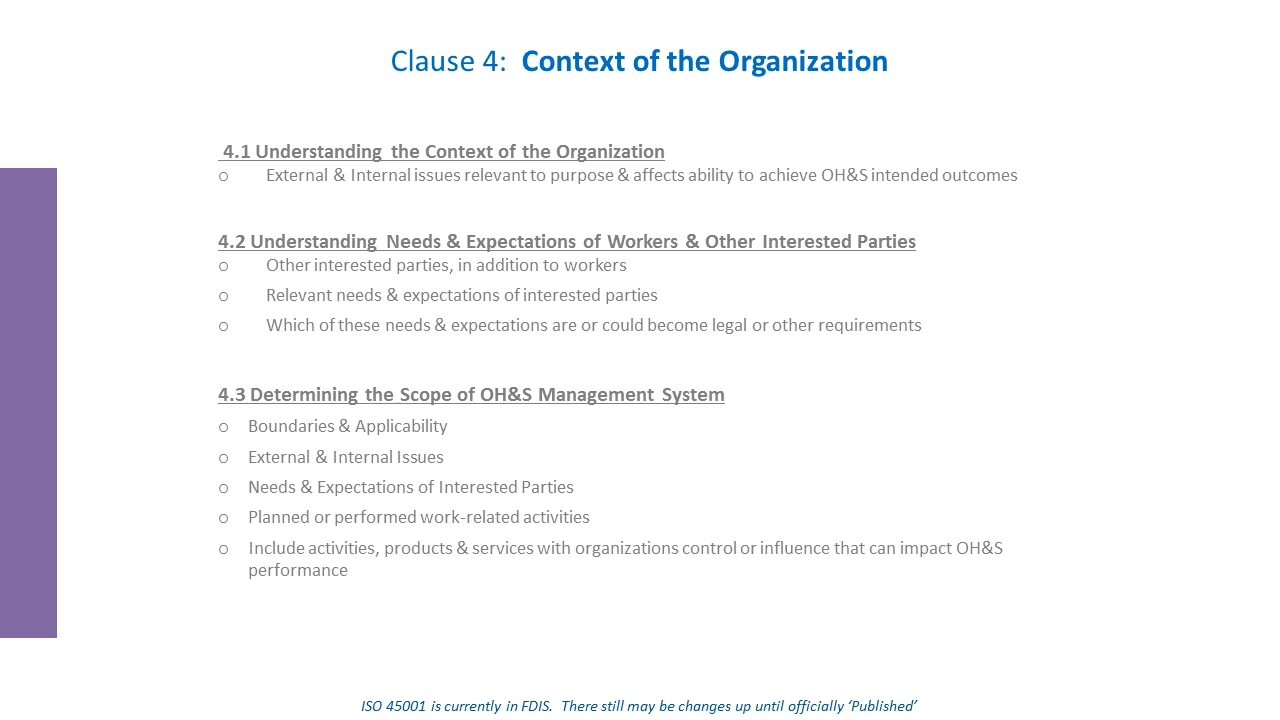 Clause 4: Context of the Organization
4.1 Understanding the Context of the Organization
o External & Internal issues relevant to purpose & affects ability to achieve OH&S intended outcomes
4.2 Understanding Needs & Expectations of Workers & Other Interested Parties
o Other interested parties, in addition to workers
o Relevant needs & expectations of interested parties
o Which of these needs & expectations are or could become legal or other requirements
4.3 Determining the Scope of OH&S Management System
o Boundaries & Applicability
o External & Internal Issues
o Needs & Expectations of Interested Parties
o Planned or performed work-related activities
o Include activities, products & services with organizations control or influence that can impact OH&S
performance
ISO 45001 is currently in FDIS. There still may be changes up until officially ‘Published’